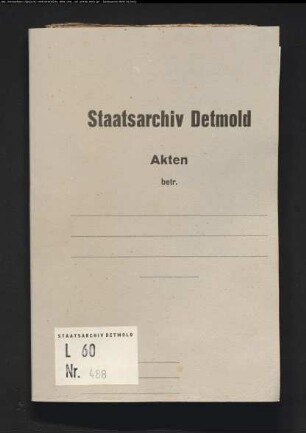 Staatsarchiv Detmold
Akten
betr.
STAATSARCHIV DETMOLD
L 60
Nr. 488